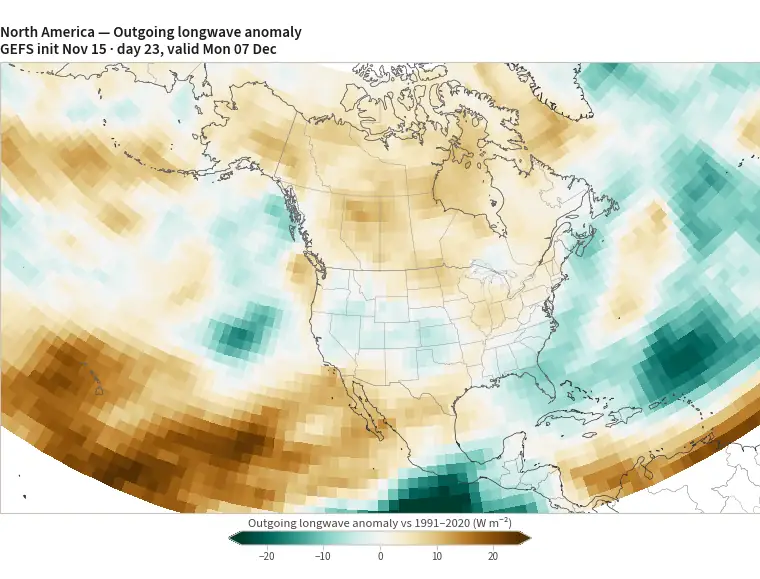 North America — Outgoing longwave anomaly
GEFS init Nov 15 · day 23, valid Mon 07 Dec
Outgoing longwave anomaly vs 1991–2020 (W m⁻²)
−20 −10 0 10 20